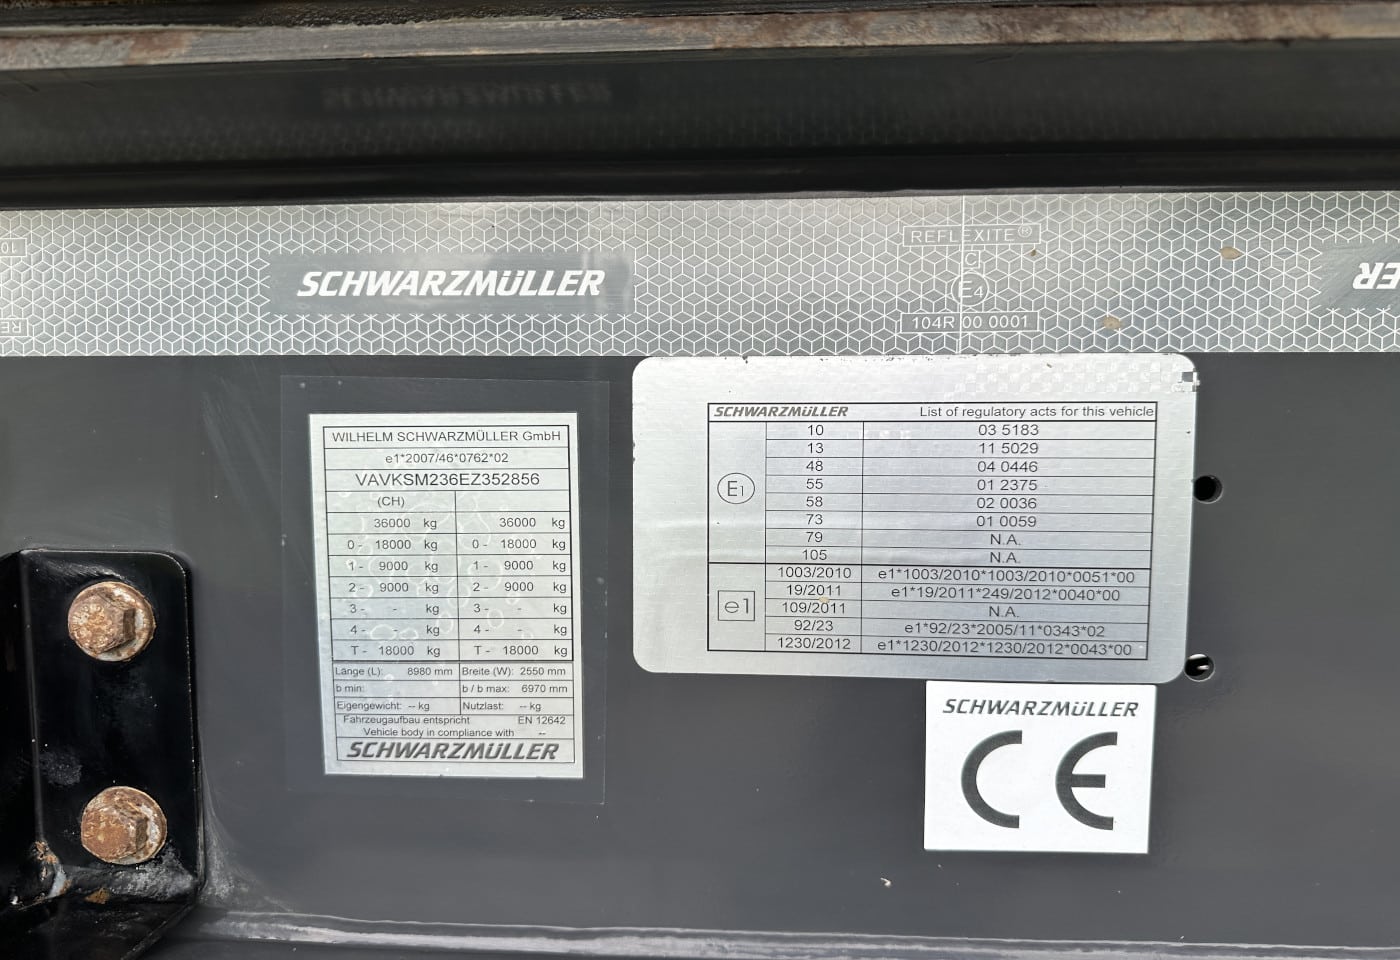 SCHWARZMÜLLER
REFLEXITE®
C
E4
104R 00 0001
WILHELM SCHWARZMÜLLER GmbH
e1*2007/46*0762*02
VAVKSM236EZ352856
(CH)
36000 kg 36000 kg
0 - 18000 kg 0 - 18000 kg
1 - 9000 kg 1 - 9000 kg
2 - 9000 kg 2 - 9000 kg
3 - - kg 3 - - kg
4 - - kg 4 - - kg
T - 18000 kg T - 18000 kg
Länge (L): 8980 mm Breite (W): 2550 mm
b min: b / b max: 6970 mm
Eigengewicht: -- kg Nutzlast: -- kg
Fahrzeugaufbau entspricht EN 12642
Vehicle body in compliance with --
SCHWARZMÜLLER
SCHWARZMÜLLER List of regulatory acts for this vehicle
E1
10 03 5183
13 11 5029
48 04 0446
55 01 2375
58 02 0036
73 01 0059
79 N.A.
105 N.A.
e1
1003/2010 e1*1003/2010*1003/2010*0051*00
19/2011 e1*19/2011*249/2012*0040*00
109/2011 N.A.
92/23 e1*92/23*2005/11*0343*02
1230/2012 e1*1230/2012*1230/2012*0043*00
SCHWARZMÜLLER
CE